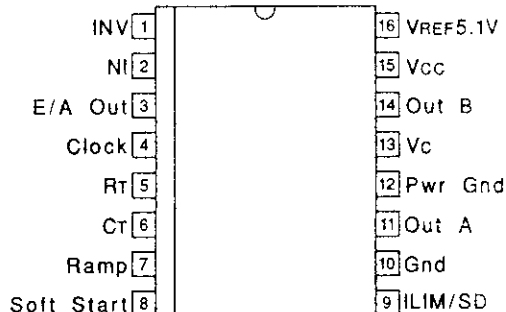 INV 1
16 VREF5.1V
NI 2
15 VCC
E/A Out 3
14 Out B
Clock 4
13 VC
RT 5
12 Pwr Gnd
CT 6
11 Out A
Ramp 7
10 Gnd
Soft Start 8
9 ILIM/SD